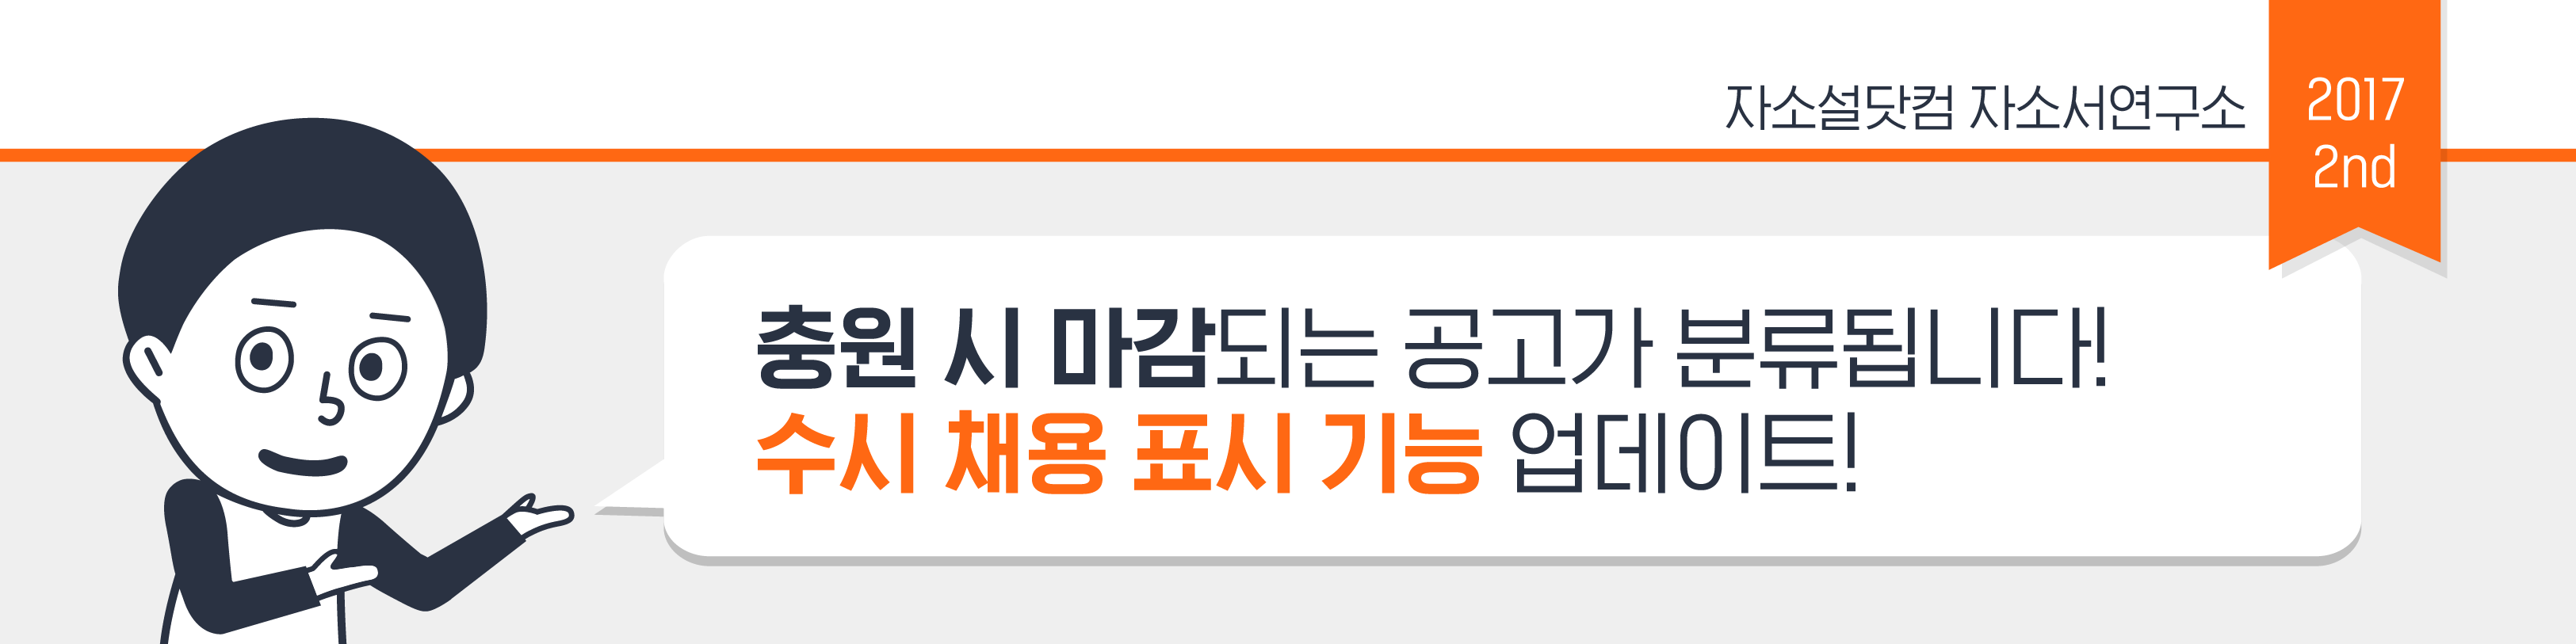 자소설닷컴 자소서연구소
2017
2nd
충원 시 마감되는 공고가 분류됩니다!
수시 채용 표시 기능 업데이트!